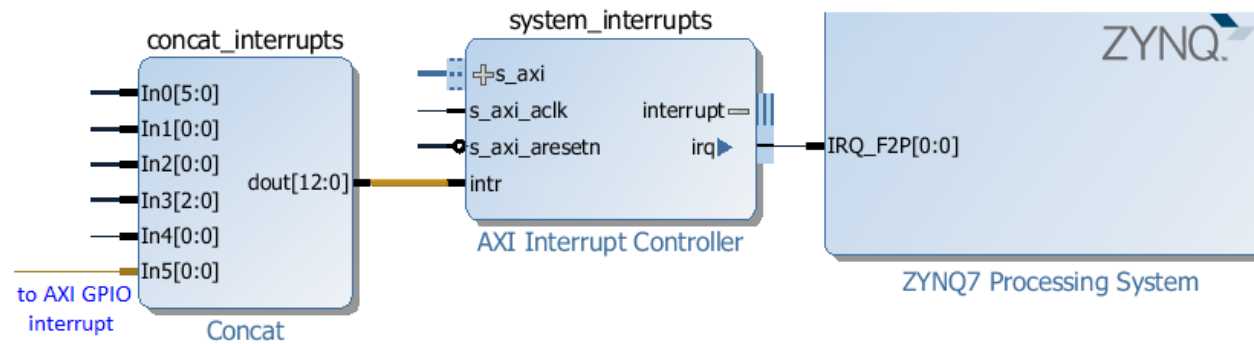 concat_interrupts
In0[5:0]
In1[0:0]
In2[0:0]
In3[2:0]
In4[0:0]
In5[0:0]
dout[12:0]
to AXI GPIO
interrupt
Concat
system_interrupts
s_axi
s_axi_aclk
s_axi_aresetn
intr
interrupt
irq
AXI Interrupt Controller
ZYNQ
IRQ_F2P[0:0]
ZYNQ7 Processing System